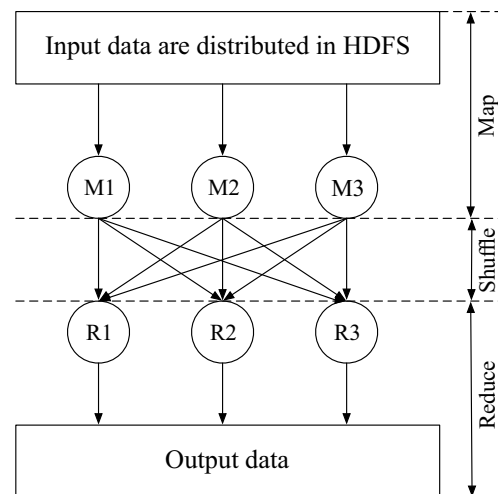 Input data are distributed in HDFS
Map
M1
M2
M3
Shuffle
R1
R2
R3
Reduce
Output data